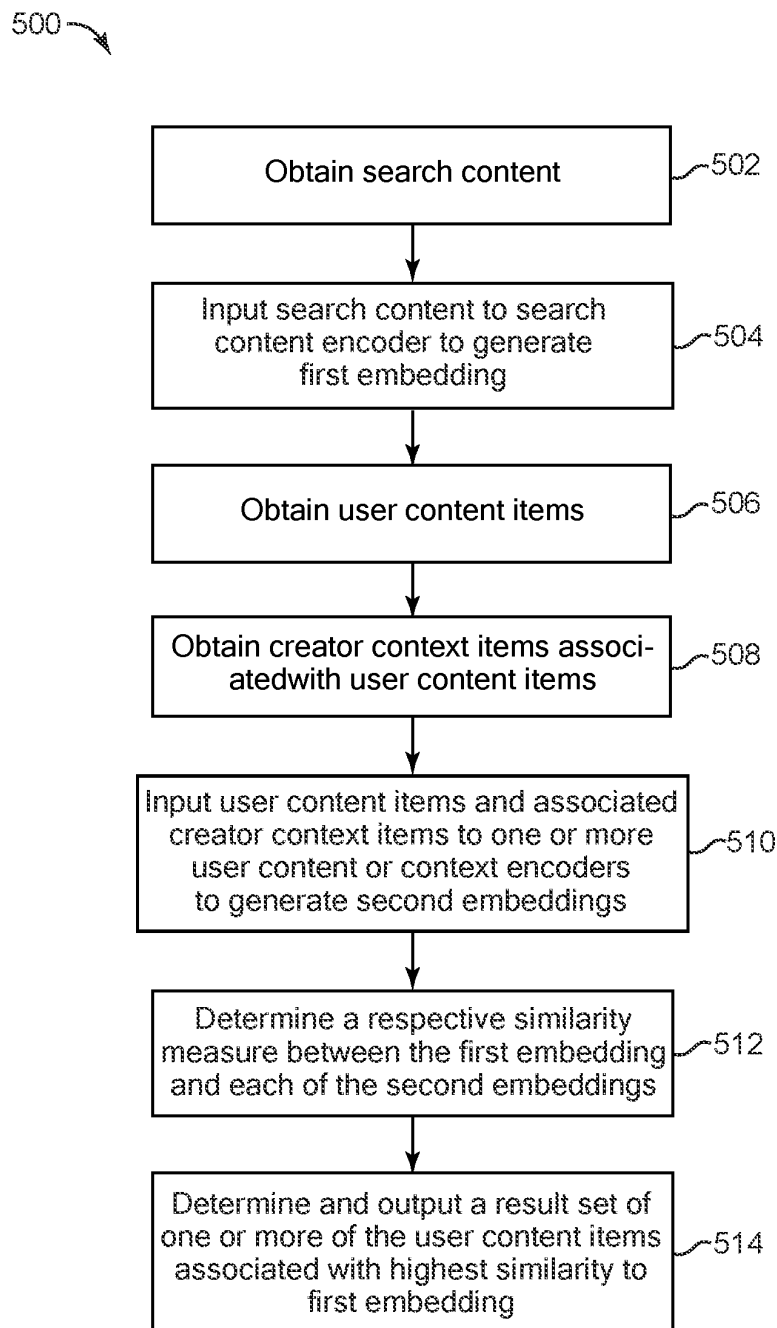 500
Obtain search content
502
Input search content to search
content encoder to generate
first embedding
504
Obtain user content items
506
Obtain creator context items associ-
atedwith user content items
508
Input user content items and associated
creator context items to one or more
user content or context encoders
to generate second embeddings
510
Determine a respective similarity
measure between the first embedding
and each of the second embeddings
512
Determine and output a result set of
one or more of the user content items
associated with highest similarity to
first embedding
514